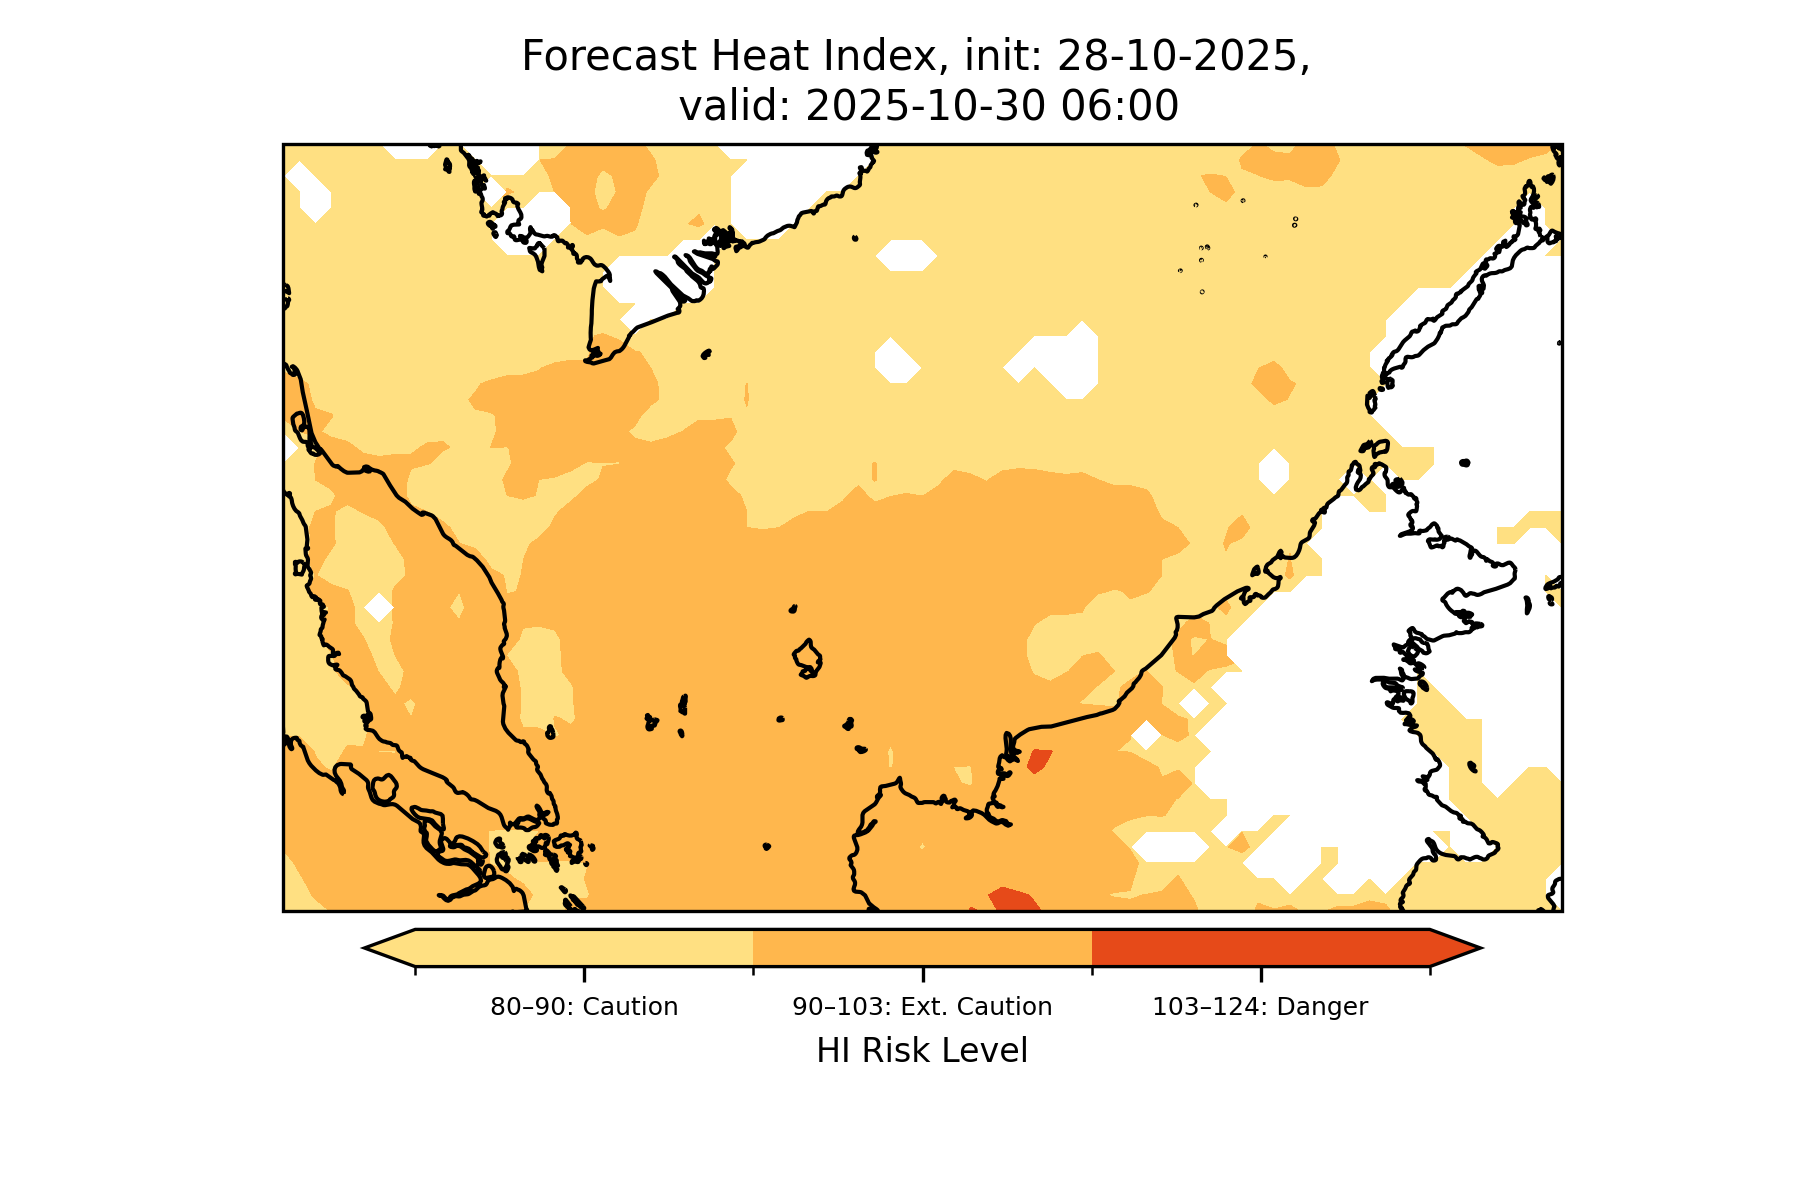 Forecast Heat Index, init: 28-10-2025,
valid: 2025-10-30 06:00
80–90: Caution
90–103: Ext. Caution
103–124: Danger
HI Risk Level